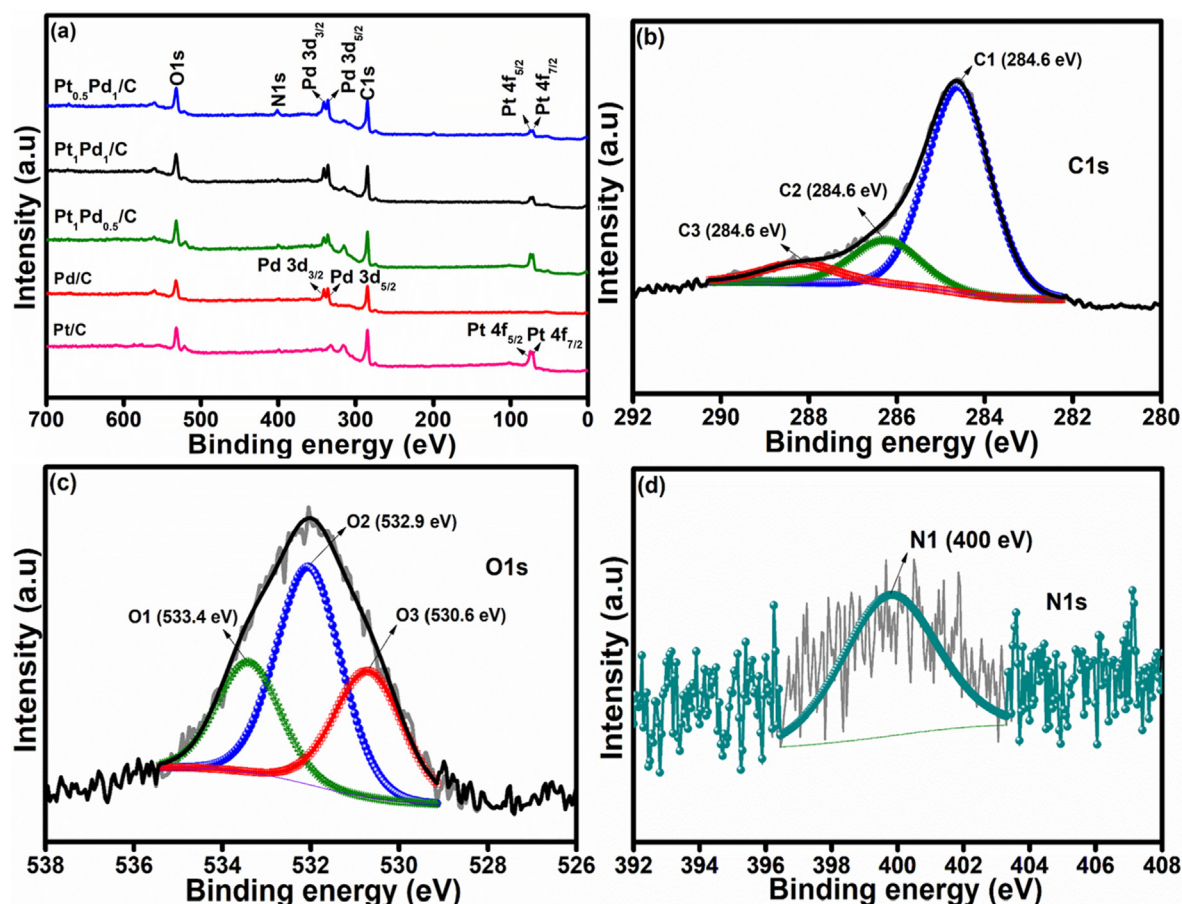 (a)
O1s
N1s
Pd 3d3/2
Pd 3d5/2
C1s
Pt 4f5/2
Pt 4f7/2
Pt0.5Pd1/C
Pt1Pd1/C
Pt1Pd0.5/C
Pd/C
Pd 3d3/2
Pd 3d5/2
Pt/C
Pt 4f5/2
Pt 4f7/2
Intensity (a.u)
700 600 500 400 300 200 100 0
Binding energy (eV)
(b)
C1 (284.6 eV)
C1s
C2 (284.6 eV)
C3 (284.6 eV)
Intensity (a.u)
292 290 288 286 284 282 280
Binding energy (eV)
(c)
O2 (532.9 eV)
O1s
O1 (533.4 eV)
O3 (530.6 eV)
Intensity (a.u)
538 536 534 532 530 528 526
Binding energy (eV)
(d)
N1 (400 eV)
N1s
Intensity (a.u)
392 394 396 398 400 402 404 406 408
Binding energy (eV)